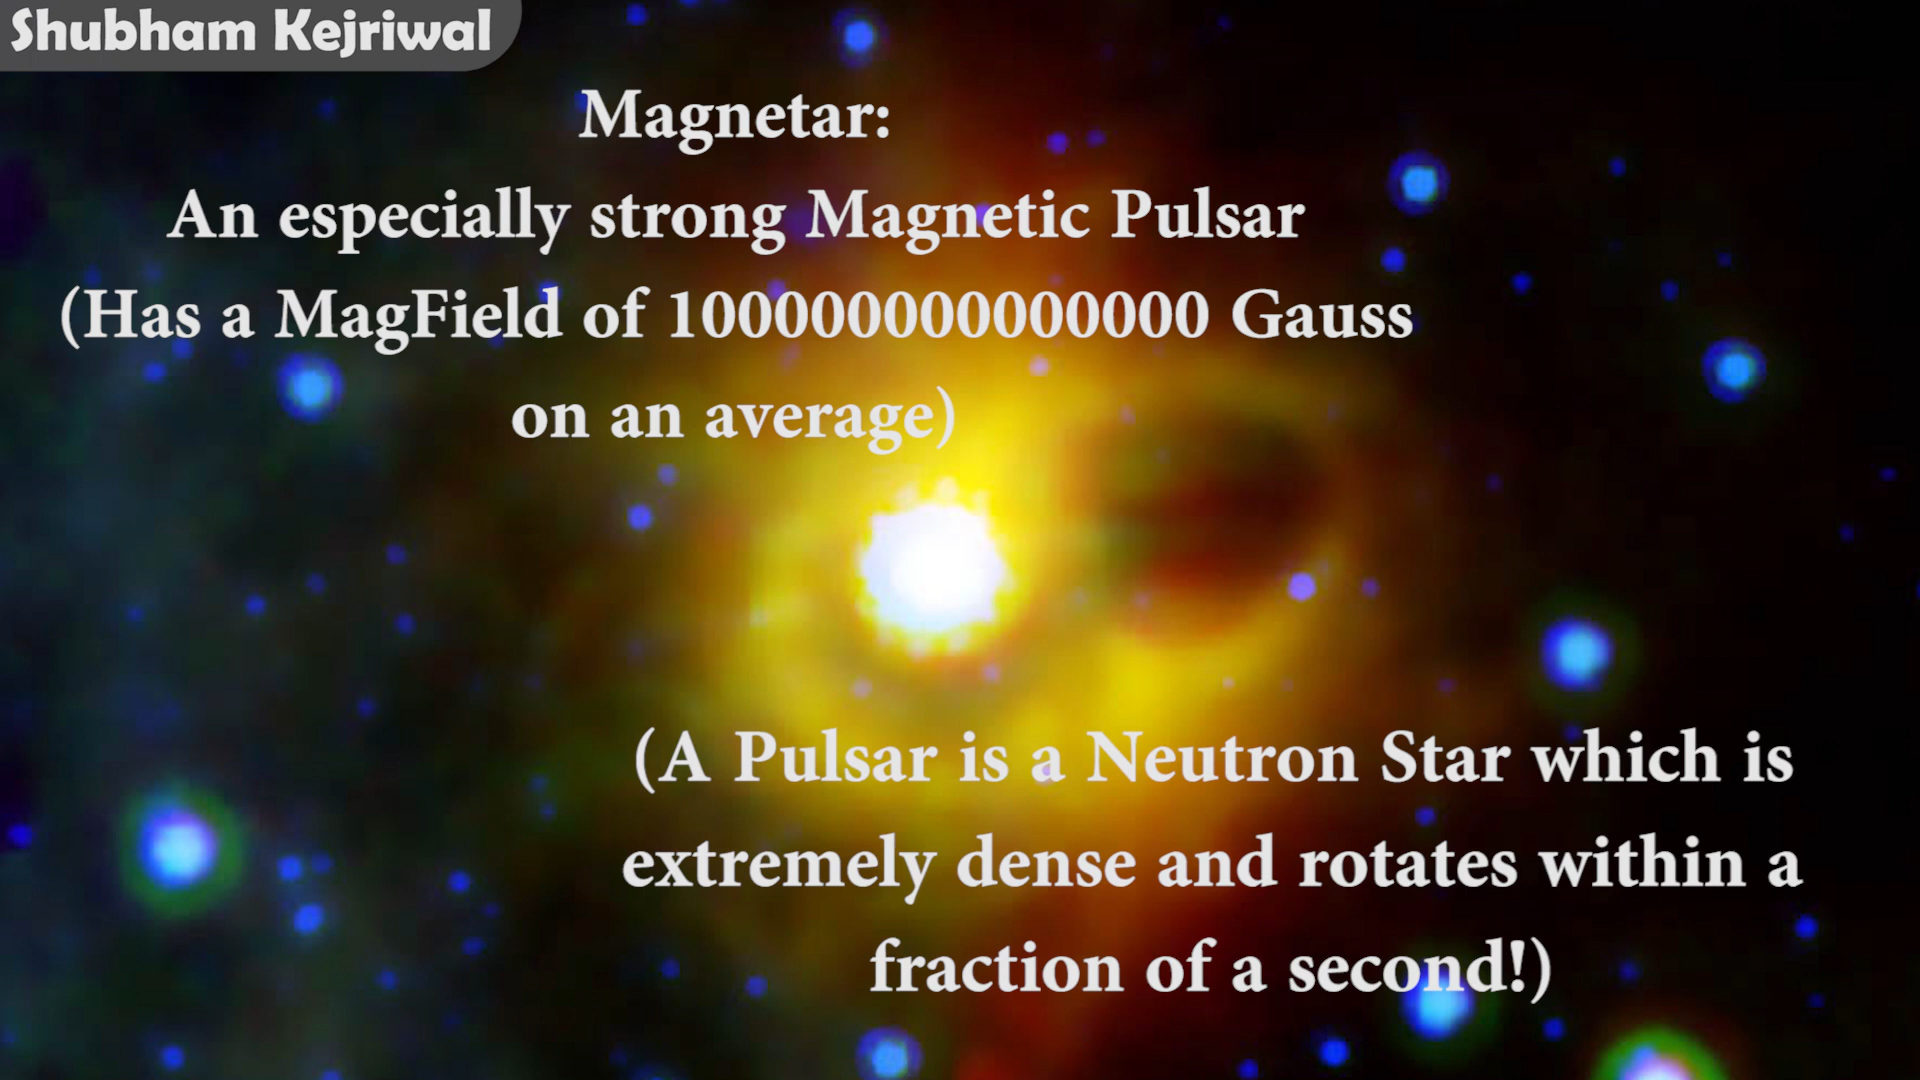 Shubham Kejriwal
Magnetar:
An especially strong Magnetic Pulsar
(Has a MagField of 100000000000000 Gauss
on an average)
(A Pulsar is a Neutron Star which is
extremely dense and rotates within a
fraction of a second!)